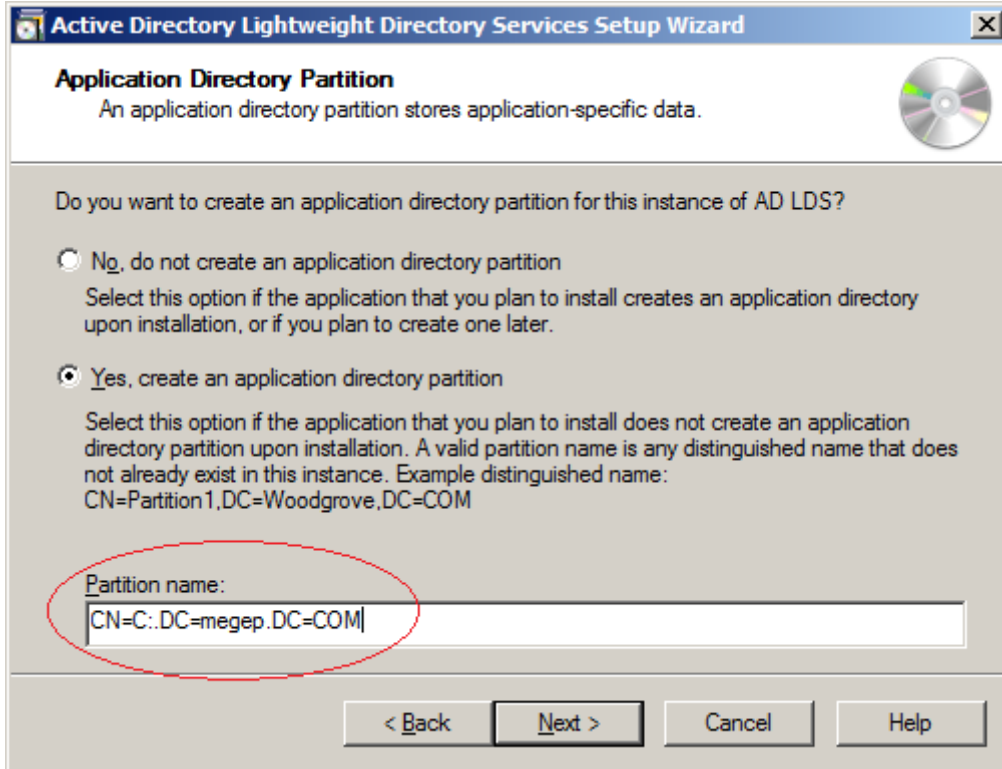 Active Directory Lightweight Directory Services Setup Wizard
Application Directory Partition
An application directory partition stores application-specific data.
Do you want to create an application directory partition for this instance of AD LDS?
No, do not create an application directory partition
Select this option if the application that you plan to install creates an application directory
upon installation, or if you plan to create one later.
Yes, create an application directory partition
Select this option if the application that you plan to install does not create an application
directory partition upon installation. A valid partition name is any distinguished name that does
not already exist in this instance. Example distinguished name:
CN=Partition1,DC=Woodgrove,DC=COM
Partition name:
CN=C:.DC=megep.DC=COM
< Back Next > Cancel Help